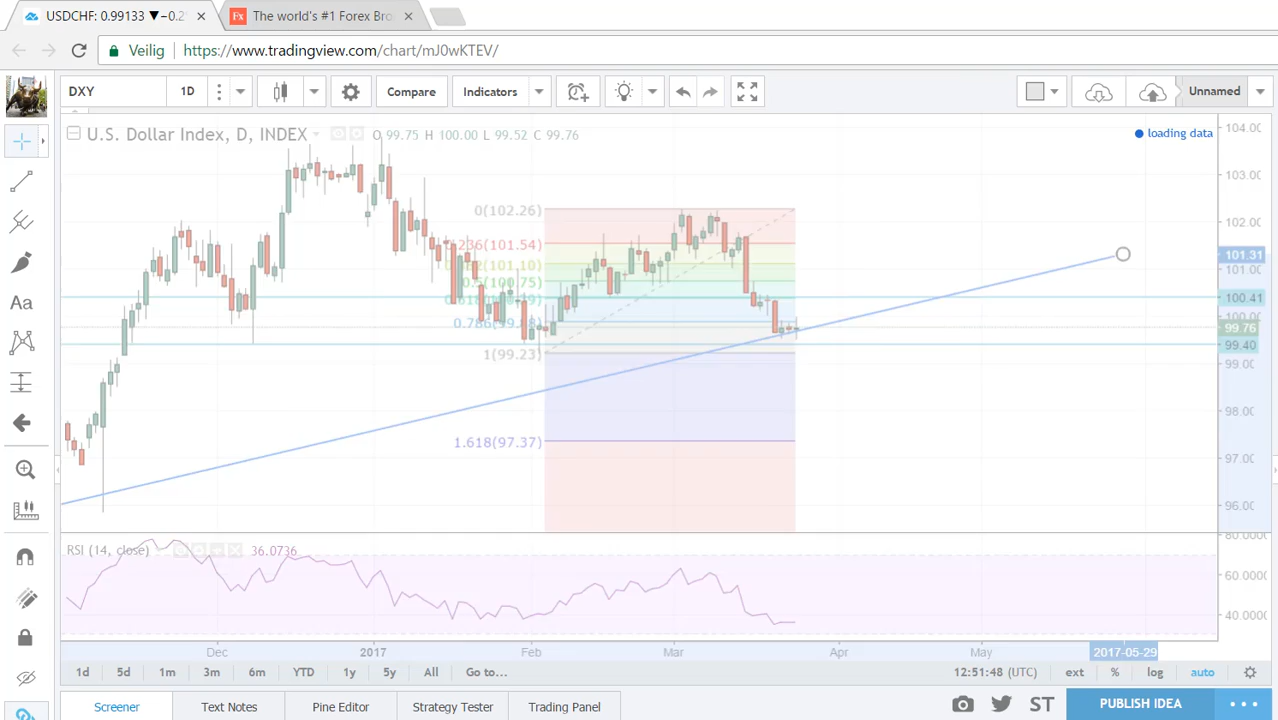 USDCHF: 0.99133 ▼−0.2
The world's #1 Forex Bro
Veilig https://www.tradingview.com/chart/mJ0wKTEV/
DXY 1D Compare Indicators Unnamed
U.S. Dollar Index, D, INDEX O 99.75 H 100.00 L 99.52 C 99.76
loading data
104.00
103.00
0(102.26)
102.00
0.236(101.54)
101.31
101.00
0.5(100.75)
100.41
100.00
99.76
99.40
1(99.23)
99.00
98.00
1.618(97.37)
97.00
96.00
RSI (14, close) 36.0736
80.0000
60.0000
40.0000
Dec 2017 Feb Mar Apr May 2017-05-29
1d 5d 1m 3m 6m YTD 1y 5y All Go to... 12:51:48 (UTC) ext % log auto
Aa
Screener Text Notes Pine Editor Strategy Tester Trading Panel ST PUBLISH IDEA